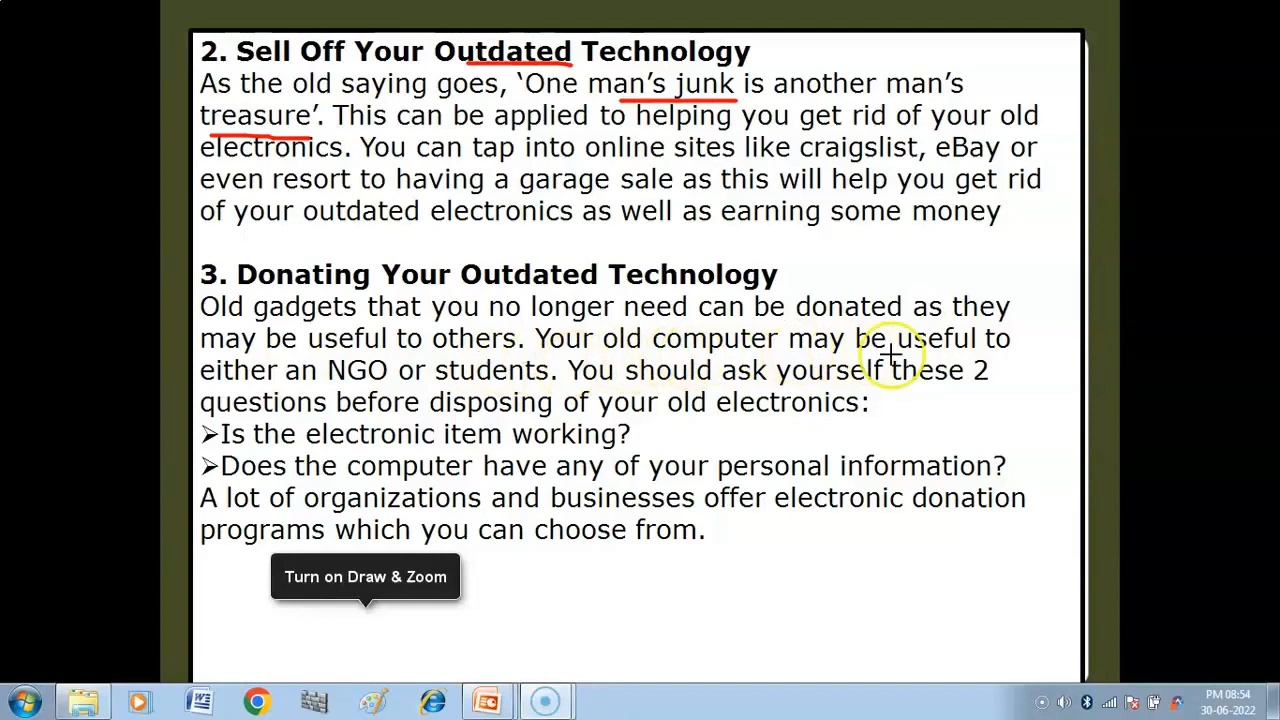 2. Sell Off Your Outdated Technology
As the old saying goes, ‘One man’s junk is another man’s
treasure’. This can be applied to helping you get rid of your old
electronics. You can tap into online sites like craigslist, eBay or
even resort to having a garage sale as this will help you get rid
of your outdated electronics as well as earning some money
3. Donating Your Outdated Technology
Old gadgets that you no longer need can be donated as they
may be useful to others. Your old computer may be useful to
either an NGO or students. You should ask yourself these 2
questions before disposing of your old electronics:
➢Is the electronic item working?
➢Does the computer have any of your personal information?
A lot of organizations and businesses offer electronic donation
programs which you can choose from.
Turn on Draw & Zoom
PM 08:54
30-06-2022